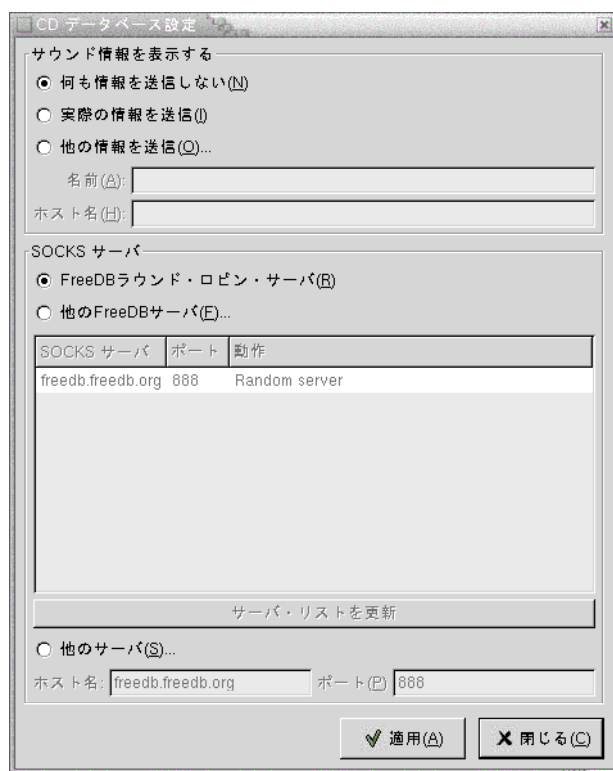 CD データベース設定
サウンド情報を表示する
何も情報を送信しない(N)
実際の情報を送信(I)
他の情報を送信(O)...
名前(A):
ホスト名(H):
SOCKS サーバ
FreeDBラウンド・ロビン・サーバ(R)
他のFreeDBサーバ(F)...
SOCKS サーバ ポート 動作
freedb.freedb.org 888 Random server
サーバ・リストを更新
他のサーバ(S)...
ホスト名: freedb.freedb.org ポート(P) 888
適用(A) 閉じる(C)